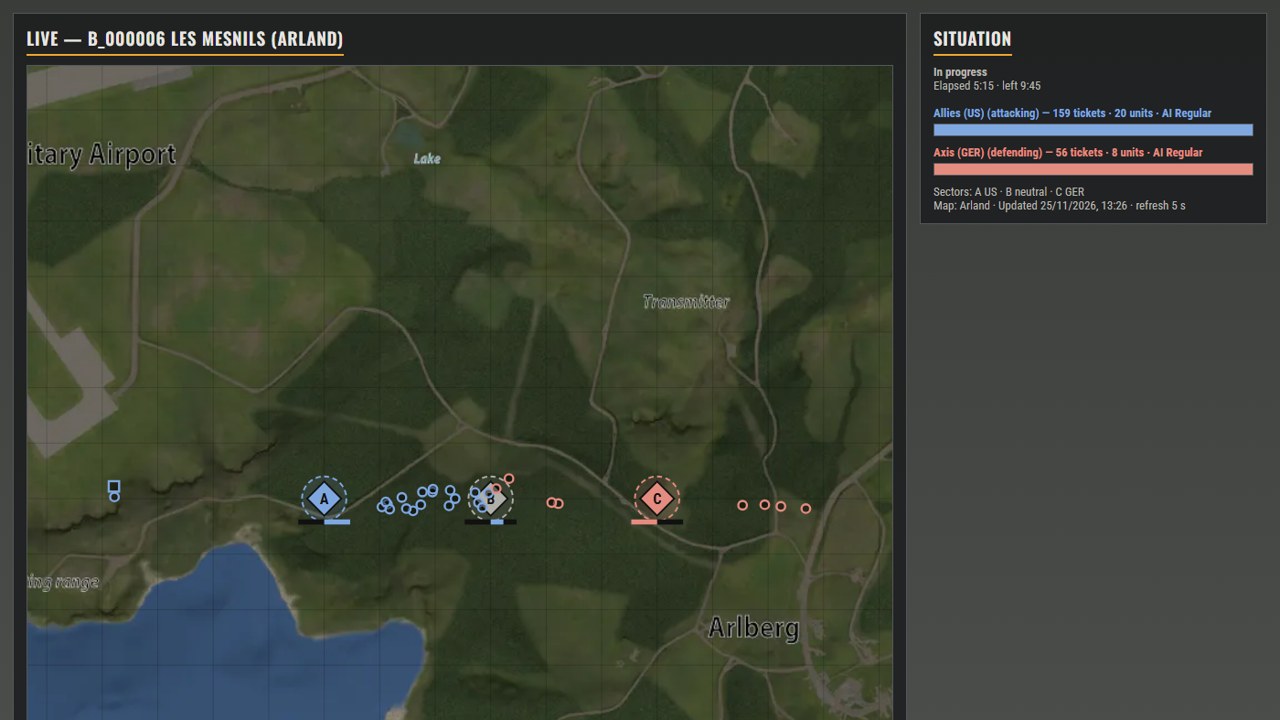 LIVE — B_000006 LES MESNILS (ARLAND)
itary Airport
Lake
Transmitter
A
B
C
ing range
Arlberg
SITUATION
In progress
Elapsed 5:15 · left 9:45
Allies (US) (attacking) — 159 tickets · 20 units · AI Regular
Axis (GER) (defending) — 56 tickets · 8 units · AI Regular
Sectors: A US · B neutral · C GER
Map: Arland · Updated 25/11/2026, 13:26 · refresh 5 s